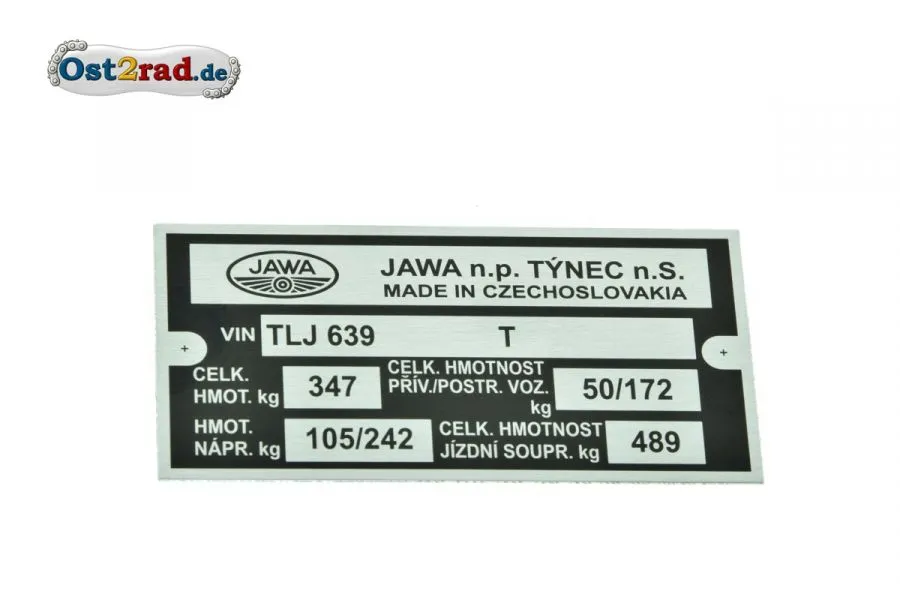 Ost2rad.de
JAWA
JAWA n.p. TÝNEC n.S.
MADE IN CZECHOSLOVAKIA
VIN TLJ 639 T
CELK.
HMOT. kg 347
CELK. HMOTNOST
PŘÍV./POSTR. VOZ.
kg 50/172
HMOT.
NÁPR. kg 105/242
CELK. HMOTNOST
JÍZDNÍ SOUPR. kg 489